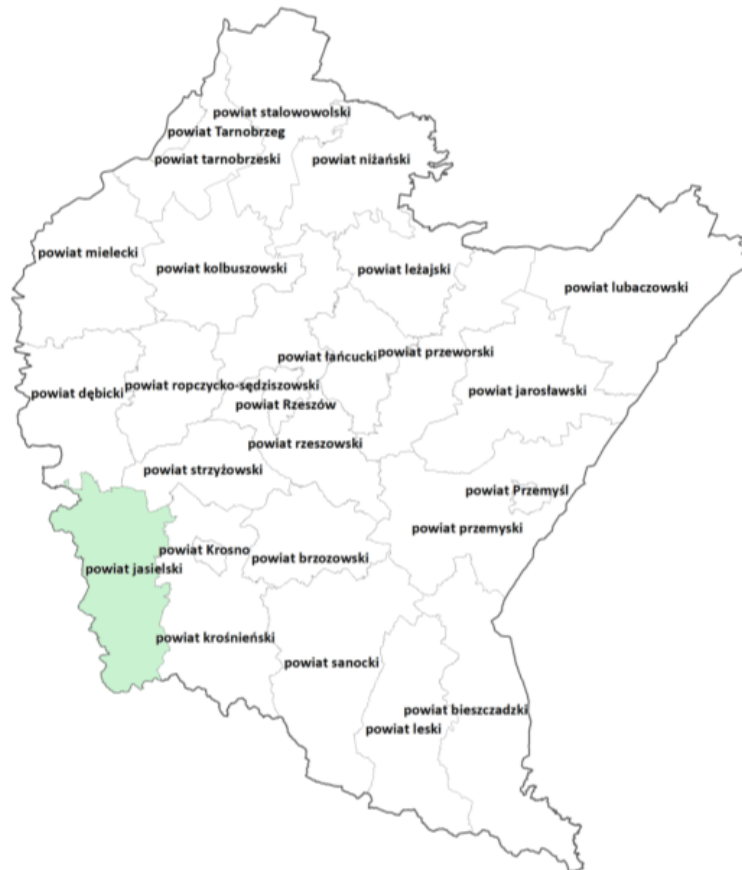 powiat stalowowolski
powiat Tarnobrzeg
powiat tarnobrzeski
powiat niżański
powiat mielecki
powiat kolbuszowski
powiat leżajski
powiat lubaczowski
powiat łańcucki
powiat przeworski
powiat dębicki
powiat ropczycko-sędziszowski
powiat jarosławski
powiat Rzeszów
powiat rzeszowski
powiat strzyżowski
powiat Przemyśl
powiat przemyski
powiat Krosno
powiat brzozowski
powiat jasielski
powiat krośnieński
powiat sanocki
powiat bieszczadzki
powiat leski